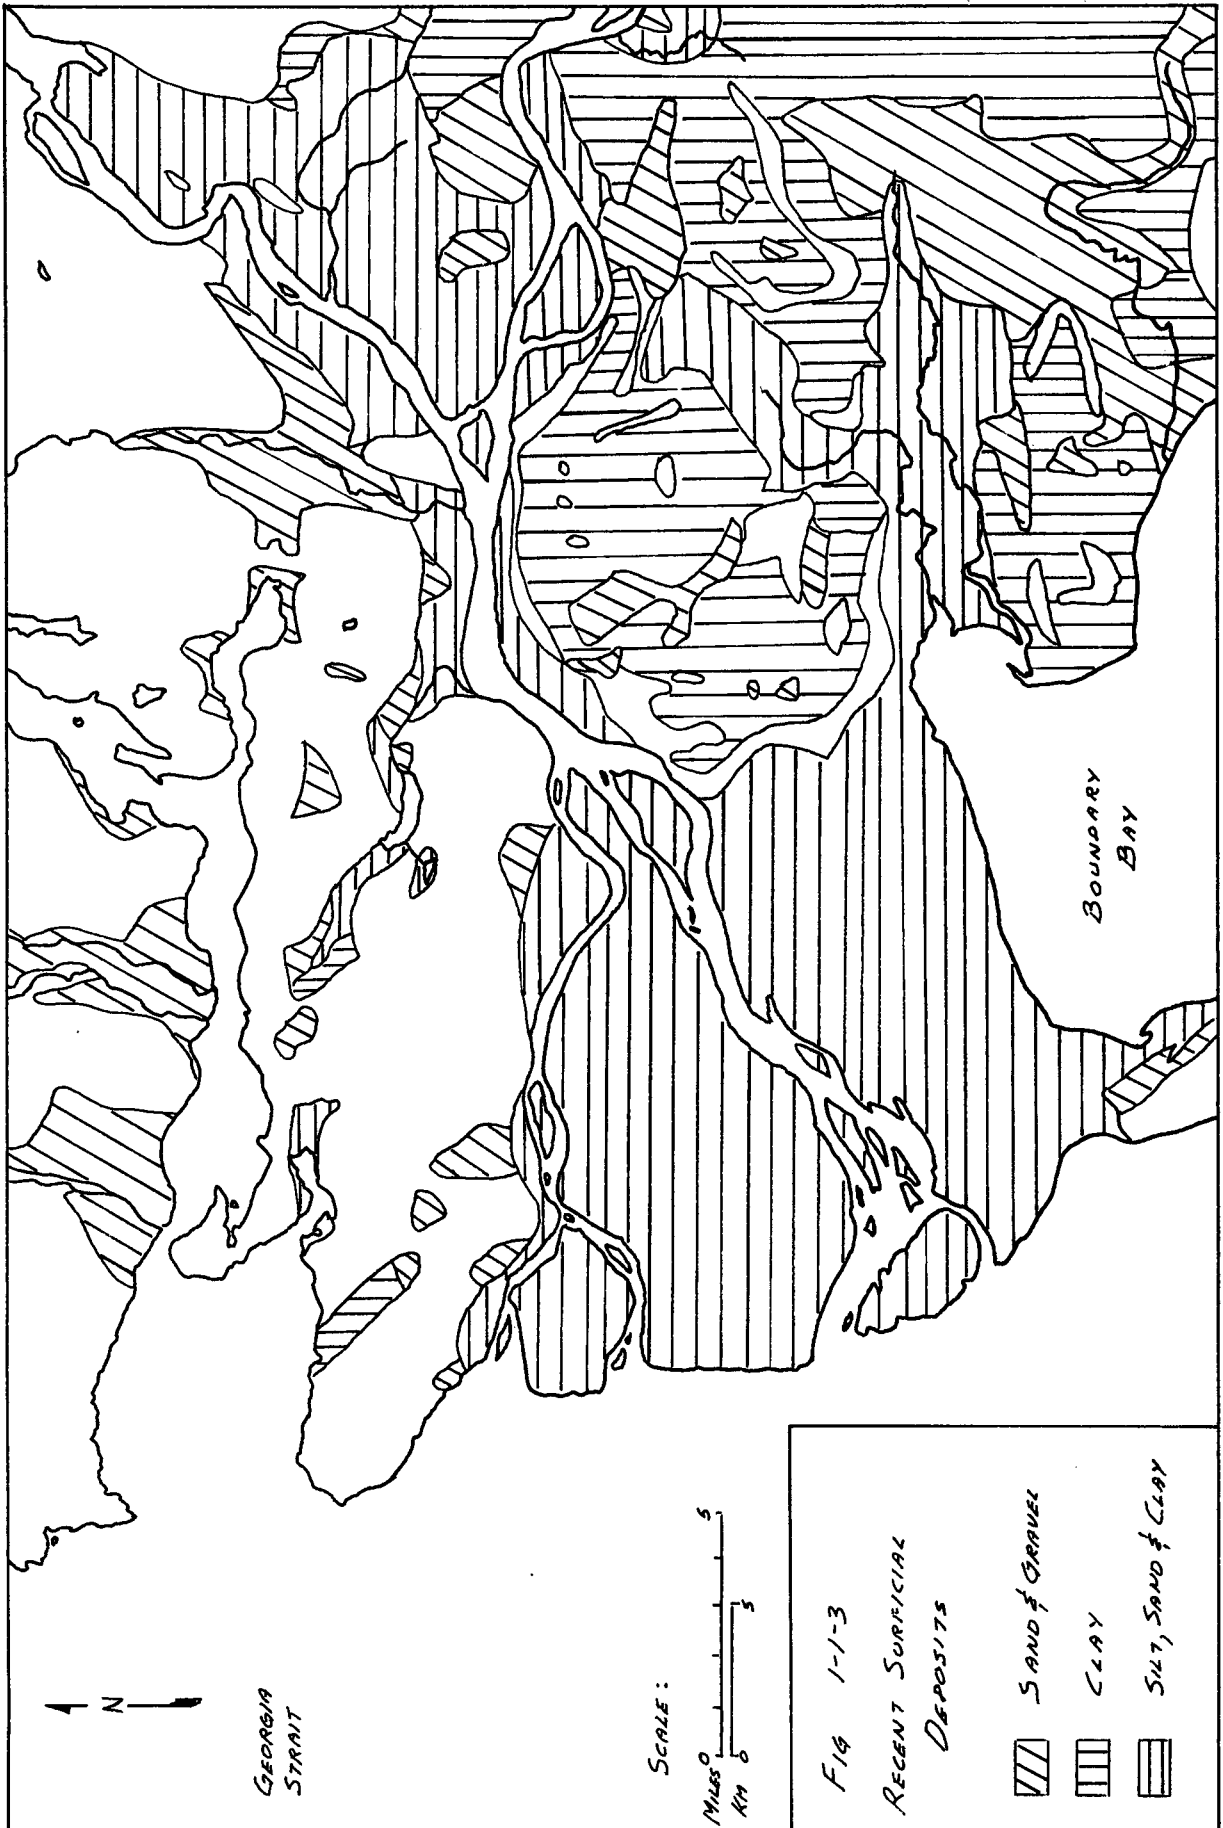 N
GEORGIA
STRAIT
BOUNDARY
BAY
SCALE:
MILES 0 5
KM 0 5
FIG 1-1-3
RECENT SURFICIAL
DEPOSITS
SAND & GRAVEL
CLAY
SILT, SAND & CLAY